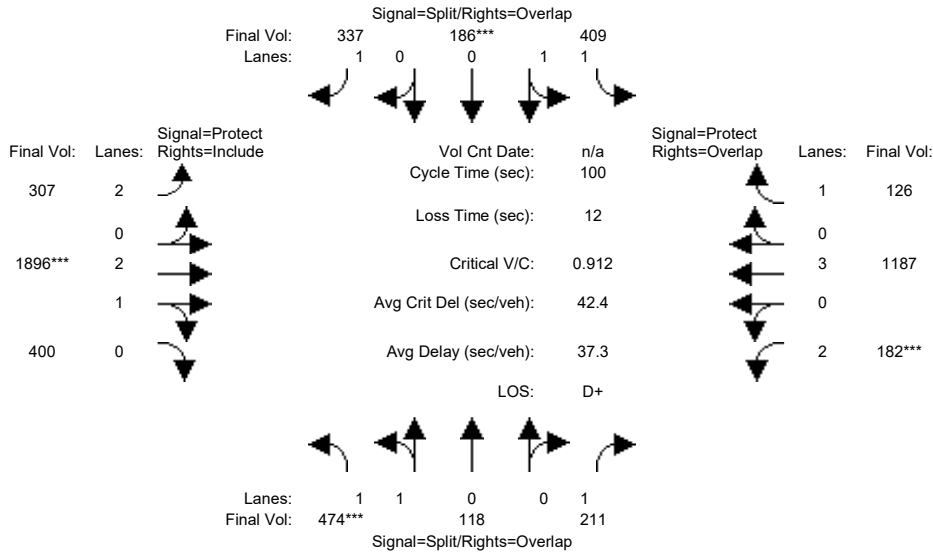 Signal=Split/Rights=Overlap
Final Vol: 337 186*** 409
Lanes: 1 0 0 1 1
Signal=Protect
Final Vol: Lanes: Rights=Include
Vol Cnt Date: n/a
Signal=Protect
Rights=Overlap Lanes: Final Vol:
Cycle Time (sec): 100
307 2
1 126
Loss Time (sec): 12
0
0
1896*** 2
Critical V/C: 0.912
3 1187
1
Avg Crit Del (sec/veh): 42.4
0
400 0
Avg Delay (sec/veh): 37.3
2 182***
LOS: D+
Lanes: 1 1 0 0 1
Final Vol: 474*** 118 211
Signal=Split/Rights=Overlap